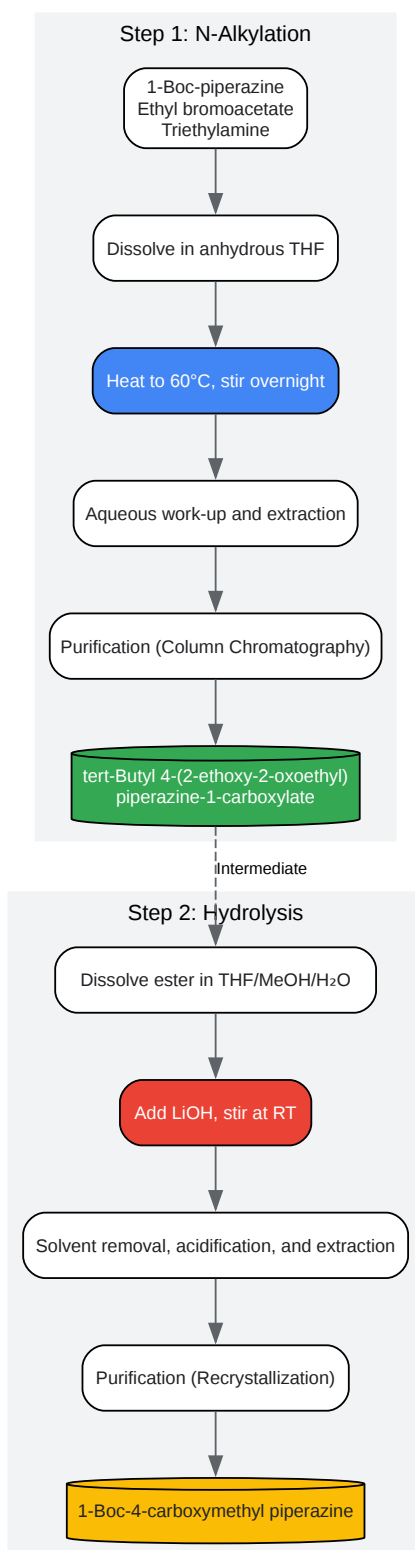 Step 1: N-Alkylation
1-Boc-piperazine
Ethyl bromoacetate
Triethylamine
Dissolve in anhydrous THF
Heat to 60°C, stir overnight
Aqueous work-up and extraction
Purification (Column Chromatography)
tert-Butyl 4-(2-ethoxy-2-oxoethyl)
piperazine-1-carboxylate
Intermediate
Step 2: Hydrolysis
Dissolve ester in THF/MeOH/H₂O
Add LiOH, stir at RT
Solvent removal, acidification, and extraction
Purification (Recrystallization)
1-Boc-4-carboxymethyl piperazine